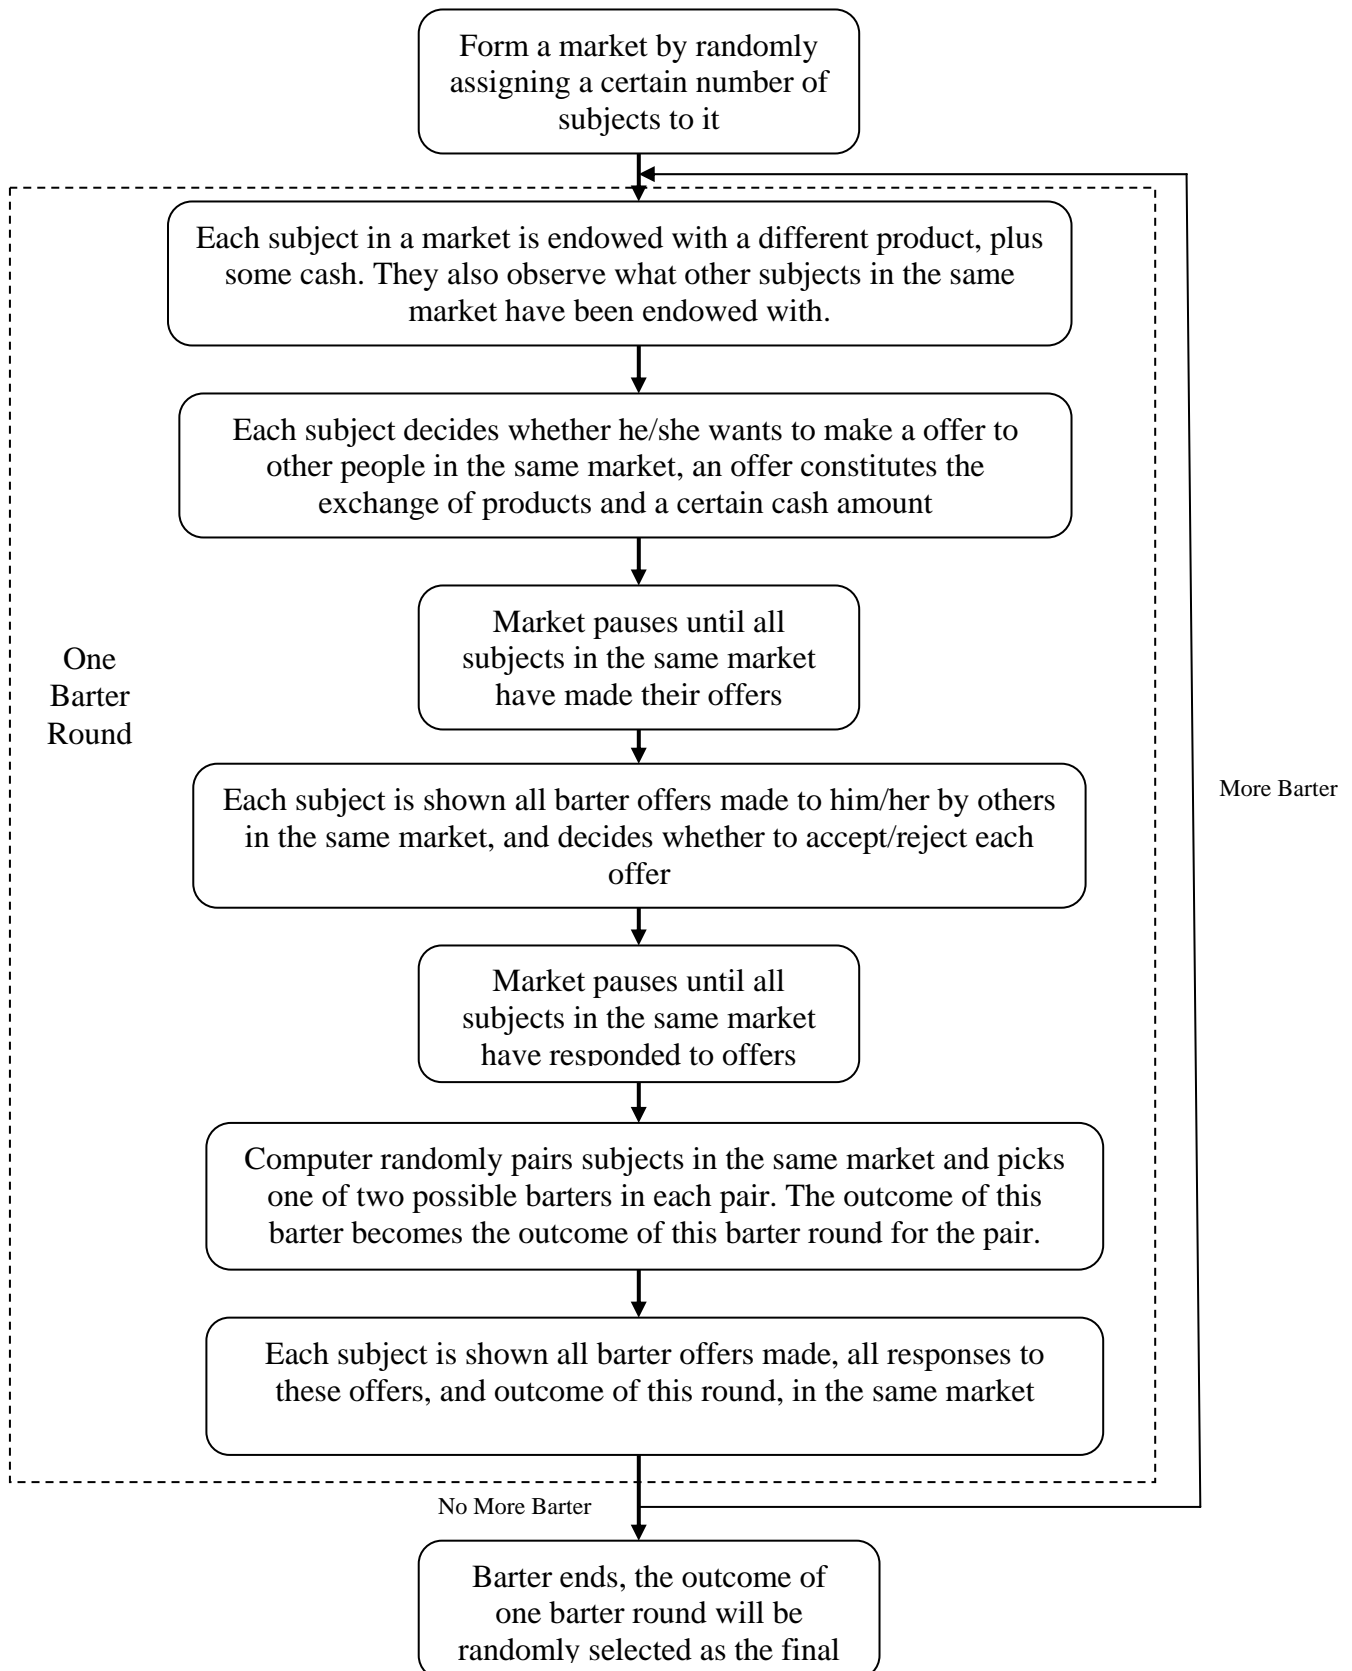 Form a market by randomly
assigning a certain number of
subjects to it
Each subject in a market is endowed with a different product, plus
some cash. They also observe what other subjects in the same
market have been endowed with.
Each subject decides whether he/she wants to make a offer to
other people in the same market, an offer constitutes the
exchange of products and a certain cash amount
Market pauses until all
subjects in the same market
have made their offers
One
Barter
Round
Each subject is shown all barter offers made to him/her by others
in the same market, and decides whether to accept/reject each
offer
More Barter
Market pauses until all
subjects in the same market
have responded to offers
Computer randomly pairs subjects in the same market and picks
one of two possible barters in each pair. The outcome of this
barter becomes the outcome of this barter round for the pair.
Each subject is shown all barter offers made, all responses to
these offers, and outcome of this round, in the same market
No More Barter
Barter ends, the outcome of
one barter round will be
randomly selected as the final